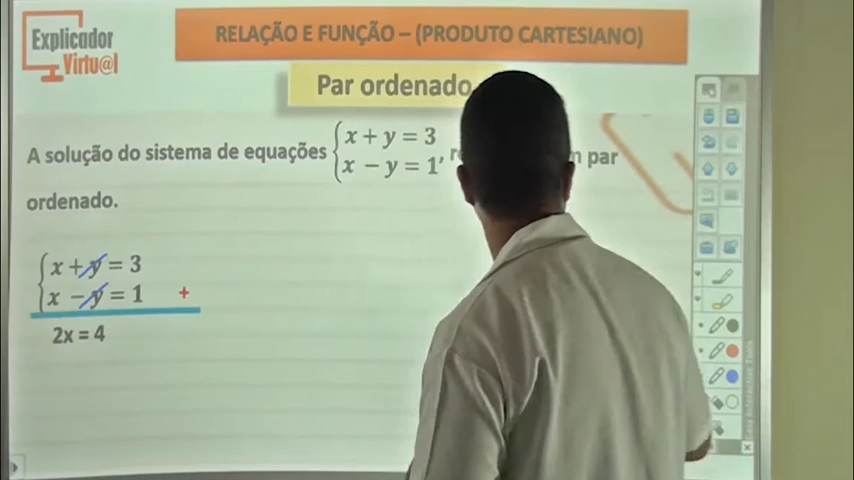 Explicador
Virtu@l
RELAÇÃO E FUNÇÃO – (PRODUTO CARTESIANO)
Par ordenado
x + y = 3
A solução do sistema de equações
x − y = 1,
par
ordenado.
x + y = 3
x − y = 1 +
2x = 4